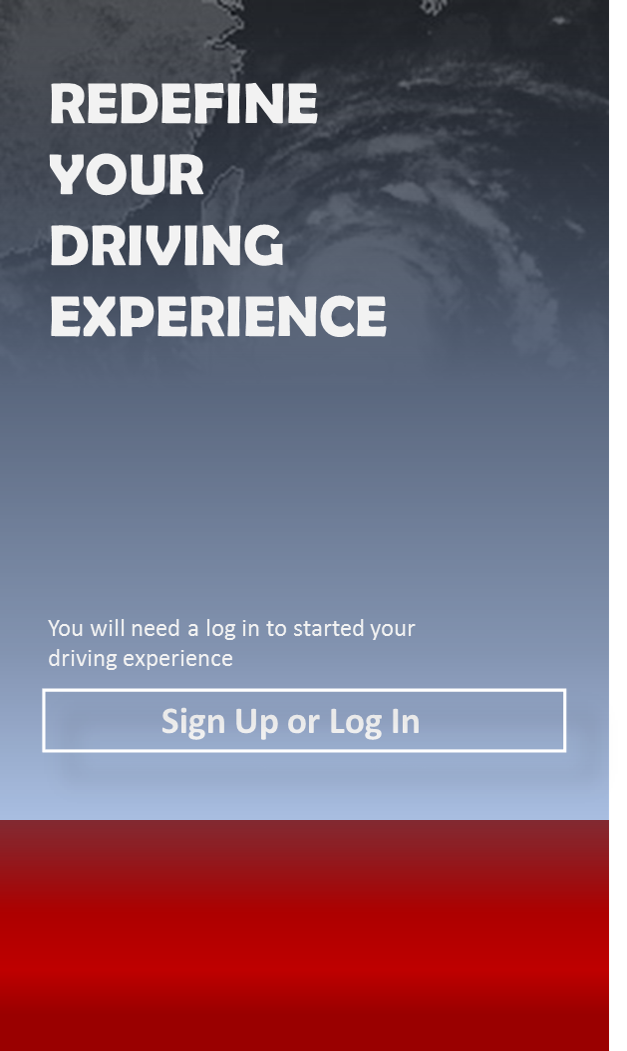 REDEFINE
YOUR
DRIVING
EXPERIENCE
You will need a log in to started your
driving experience
Sign Up or Log In